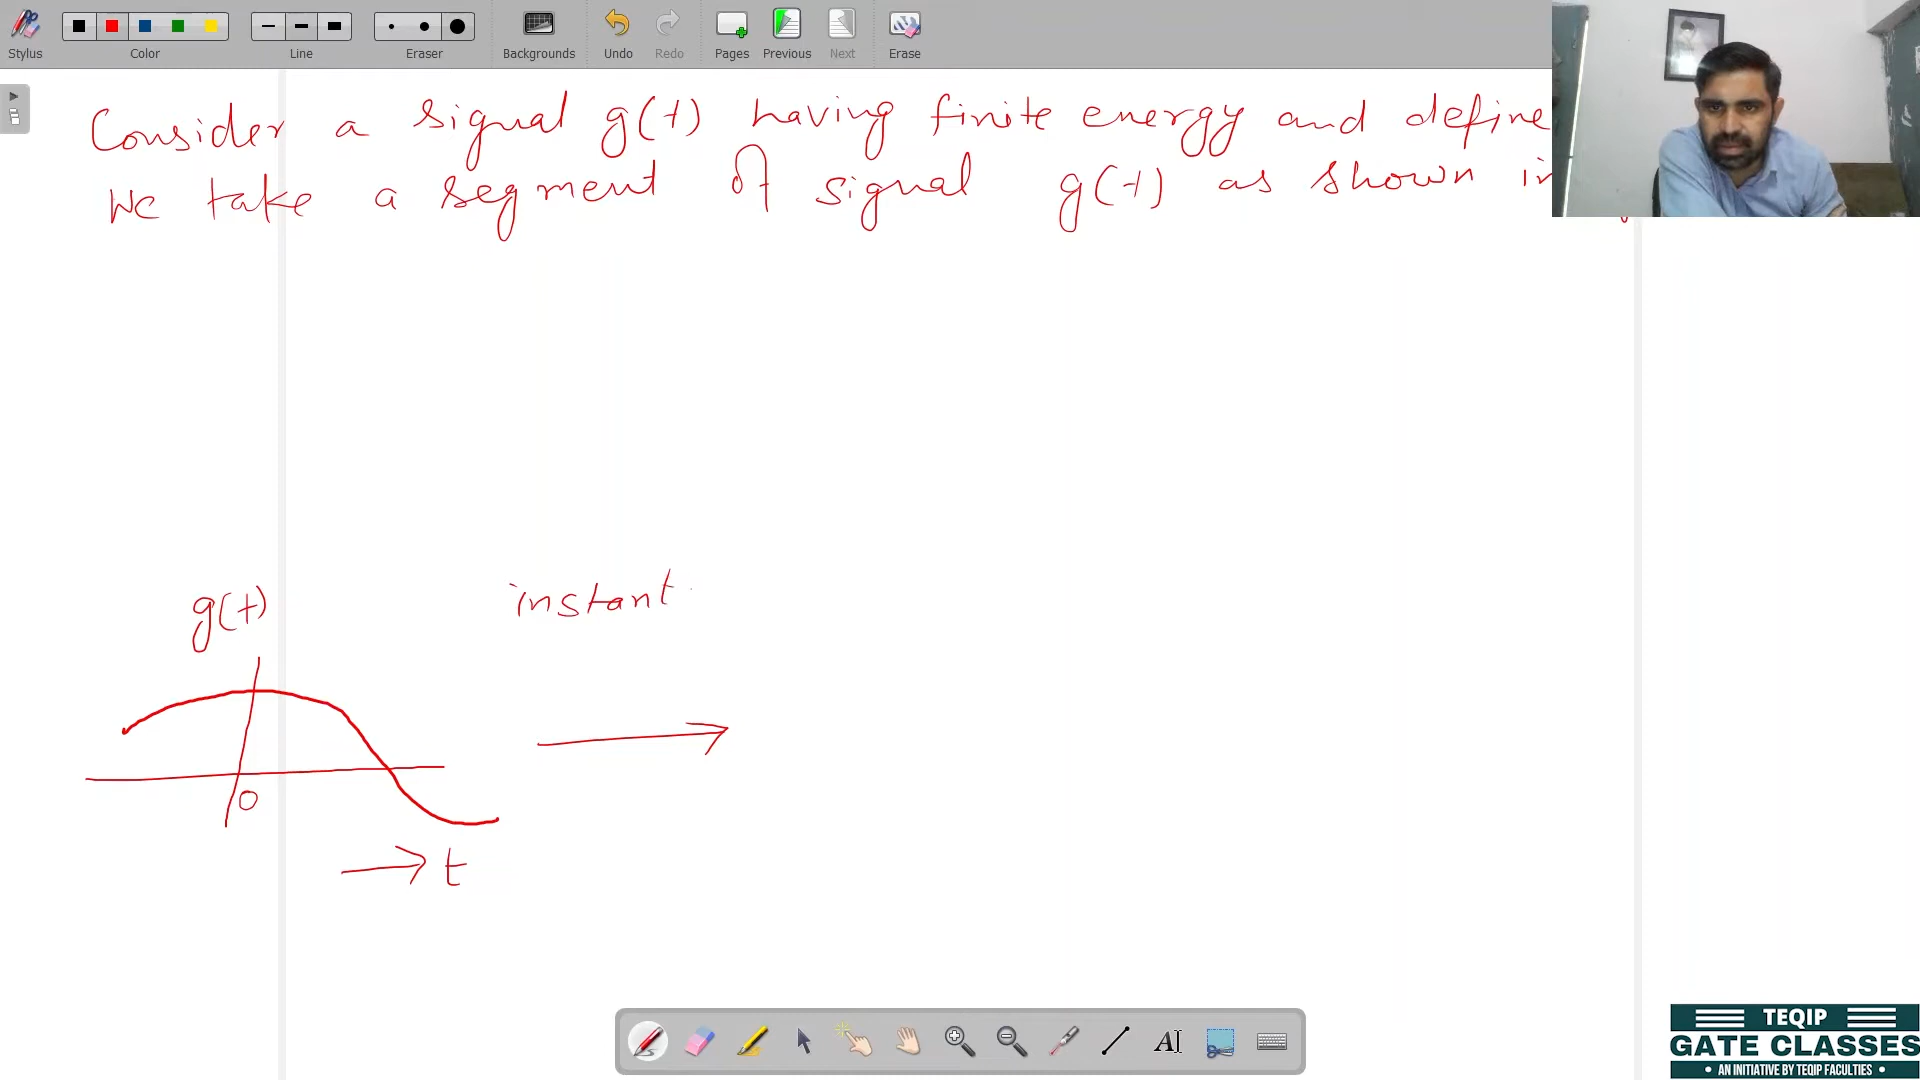 Stylus
Color
Line
Eraser
Backgrounds
Undo
Redo
Pages
Previous
Next
Erase
Consider a signal g(t) having finite energy and define
We take a segment of signal g(t) as shown in
g(t)
instant
0
t
TEQIP
GATE CLASSES
• AN INITIATIVE BY TEQIP FACULTIES •